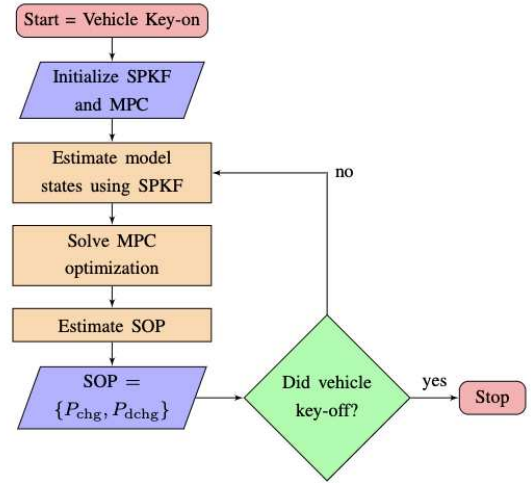 Start = Vehicle Key-on
Initialize SPKF
and MPC
Estimate model
states using SPKF
no
Solve MPC
optimization
Estimate SOP
SOP =
{P_chg, P_dchg}
Did vehicle
key-off?
yes
Stop